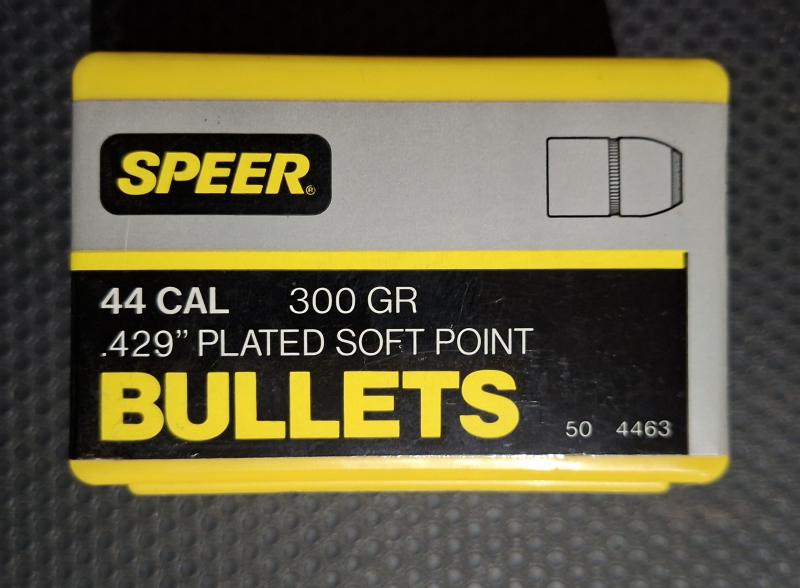 SPEER®
44 CAL 300 GR
.429” PLATED SOFT POINT
BULLETS
50 4463